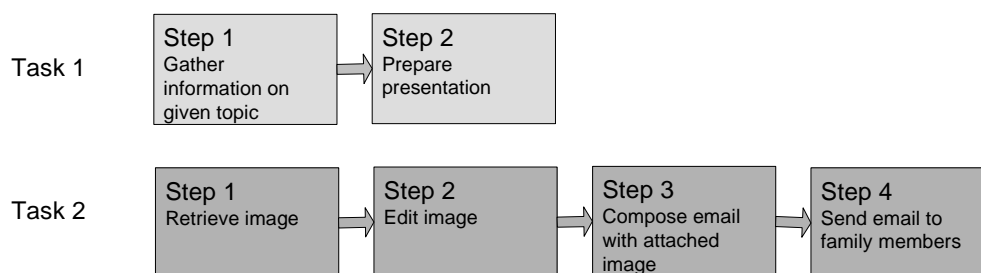 Task 1
Step 1
Gather
information on
given topic
Step 2
Prepare
presentation
Task 2
Step 1
Retrieve image
Step 2
Edit image
Step 3
Compose email
with attached
image
Step 4
Send email to
family members